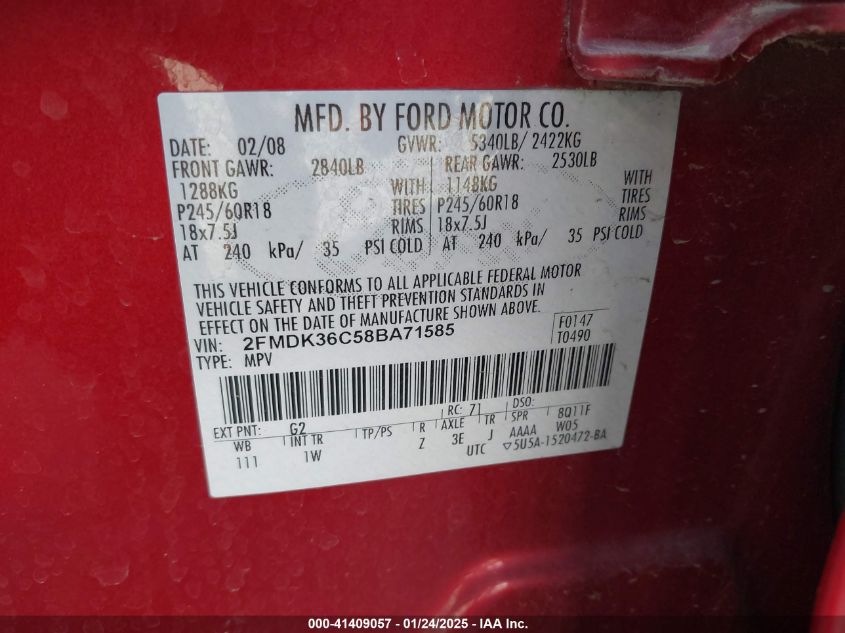 MFD. BY FORD MOTOR CO.
DATE: 02/08 GVWR: 5340LB/ 2422KG
FRONT GAWR: 2840LB REAR GAWR: 2530LB
1288KG WITH 1148KG WITH
P245/60R18 TIRES P245/60R18 TIRES
18x7.5J RIMS 18x7.5J RIMS
AT 240 kPa/ 35 PSI COLD AT 240 kPa/ 35 PSI COLD
THIS VEHICLE CONFORMS TO ALL APPLICABLE FEDERAL MOTOR
VEHICLE SAFETY AND THEFT PREVENTION STANDARDS IN
EFFECT ON THE DATE OF MANUFACTURE SHOWN ABOVE.
VIN: 2FMDK36C58BA71585 F0147
TYPE: MPV T0490
EXT PNT: G2 RC: 71 DSO:
WB INT TR TP/PS R AXLE TR SPR 8Q11F
111 1W Z 3E J AAAA W05
UTC 5U5A-1520472-BA
000-41409057 - 01/24/2025 - IAA Inc.